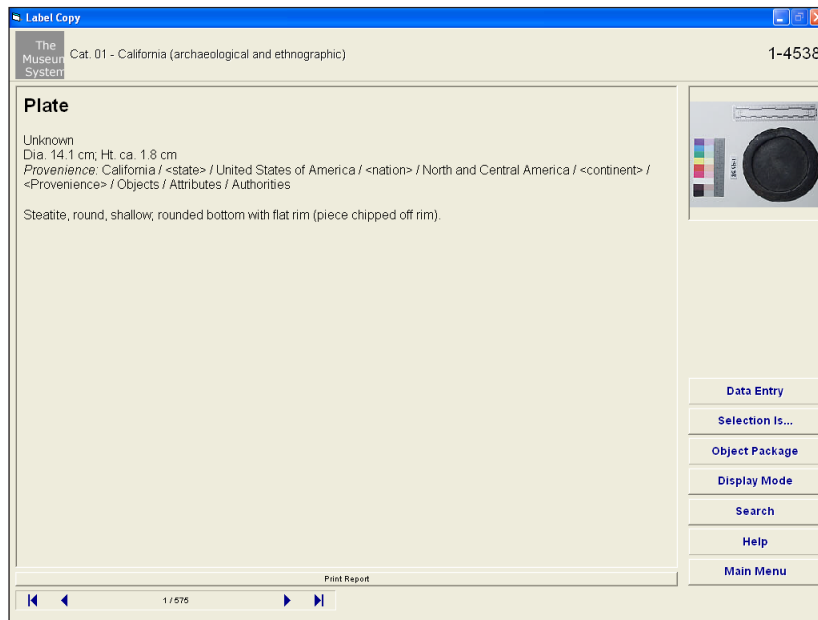 Label Copy
The
Museum
System
Cat. 01 - California (archaeological and ethnographic)
1-4538
Plate
Unknown
Dia. 14.1 cm; Ht. ca. 1.8 cm
Provenience: California / <state> / United States of America / <nation> / North and Central America / <continent> /
<Provenience> / Objects / Attributes / Authorities
Steatite, round, shallow; rounded bottom with flat rim (piece chipped off rim).
Data Entry
Selection Is...
Object Package
Display Mode
Search
Help
Main Menu
Print Report
1 / 575